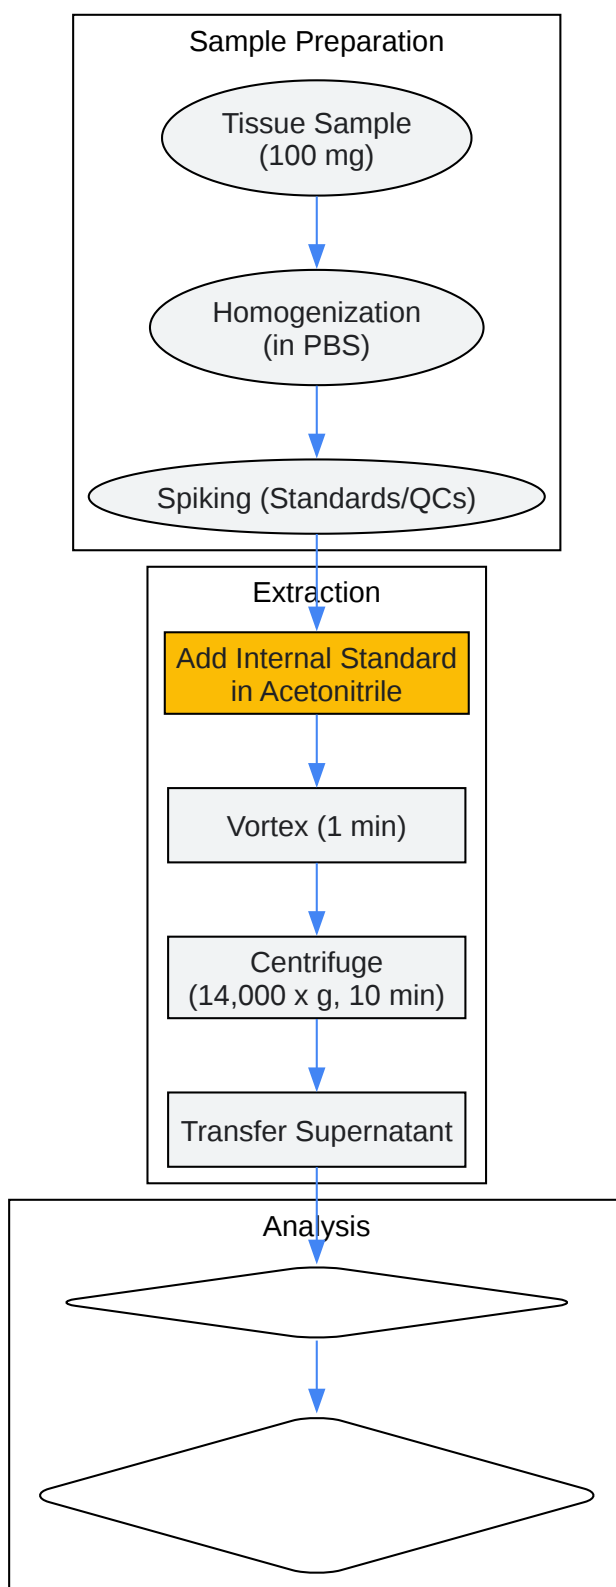 Sample Preparation
Tissue Sample
(100 mg)
Homogenization
(in PBS)
Spiking (Standards/QCs)
Extraction
Add Internal Standard
in Acetonitrile
Vortex (1 min)
Centrifuge
(14,000 x g, 10 min)
Transfer Supernatant
Analysis